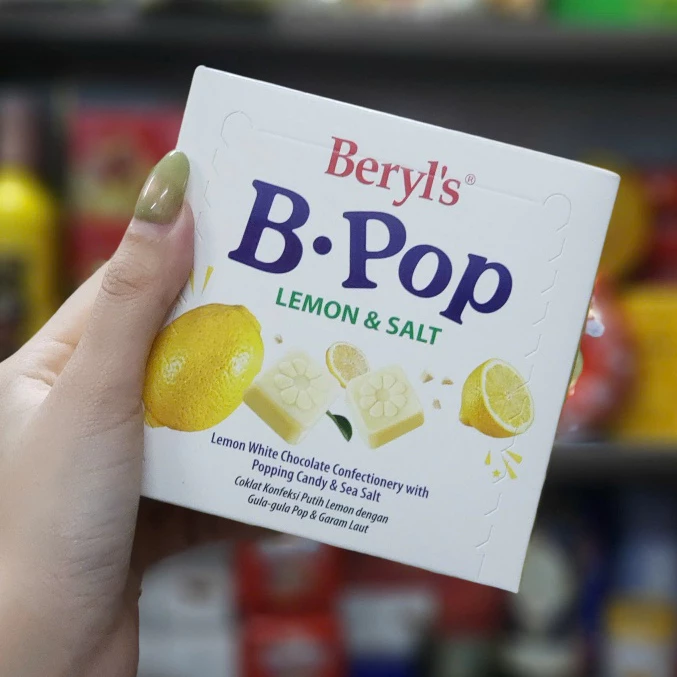 Beryl's®
B•Pop
LEMON & SALT
Lemon White Chocolate Confectionery with
Popping Candy & Sea Salt
Coklat Konfeksi Putih Lemon dengan
Gula-gula Pop & Garam Laut